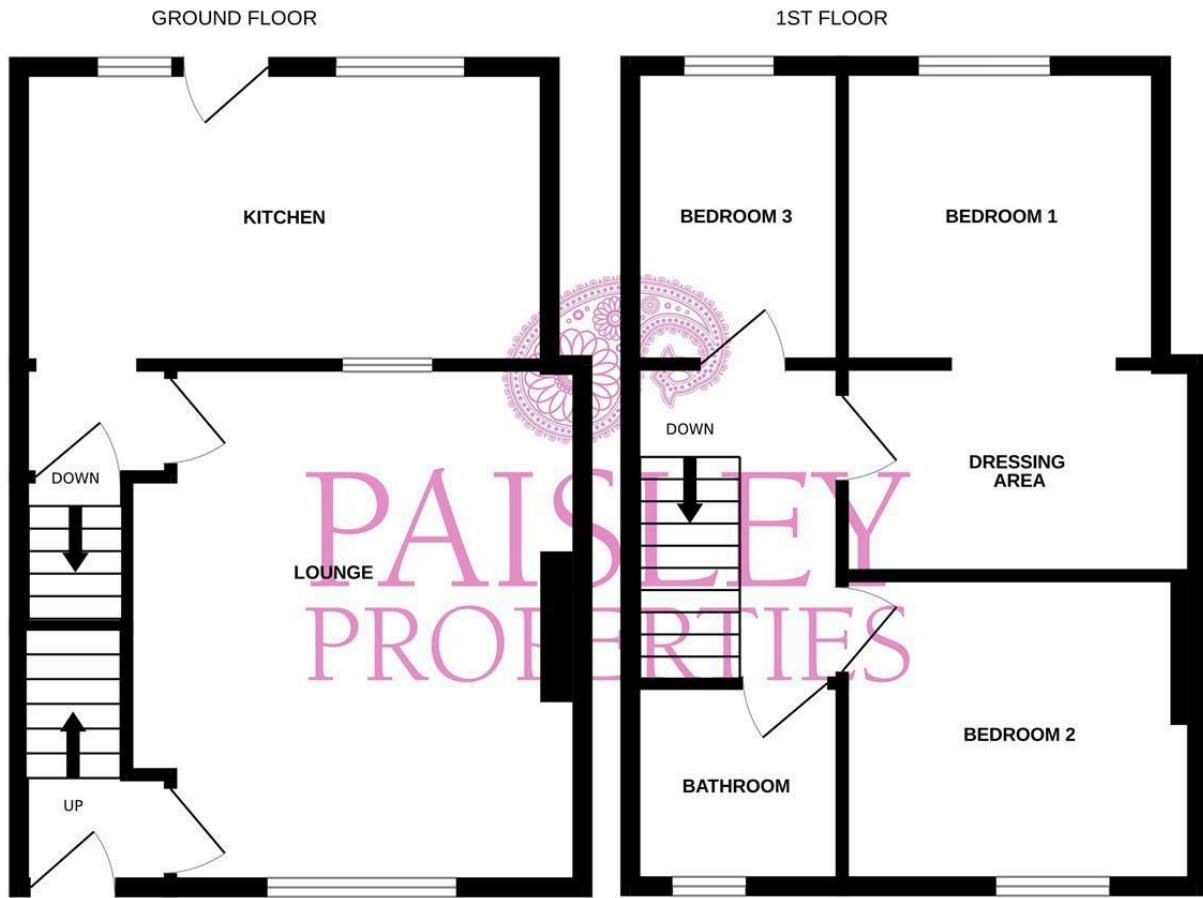 GROUND FLOOR
KITCHEN
DOWN
LOUNGE
UP
1ST FLOOR
BEDROOM 3
BEDROOM 1
DOWN
DRESSING
AREA
BEDROOM 2
BATHROOM
PAISLEY
PROPERTIES